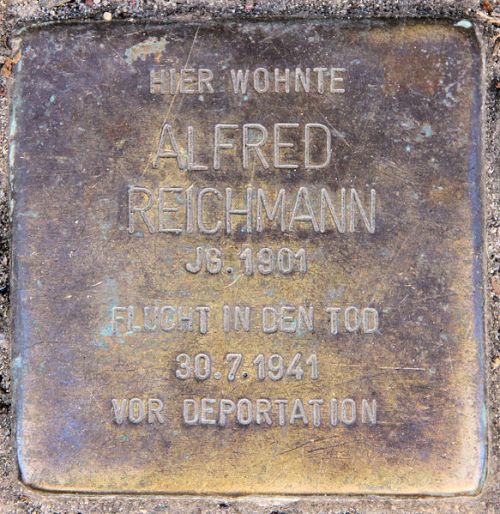 HIER WOHNTE
ALFRED
REICHMANN
JG. 1901
FLUCHT IN DEN TOD
30.7.1941
VOR DEPORTATION